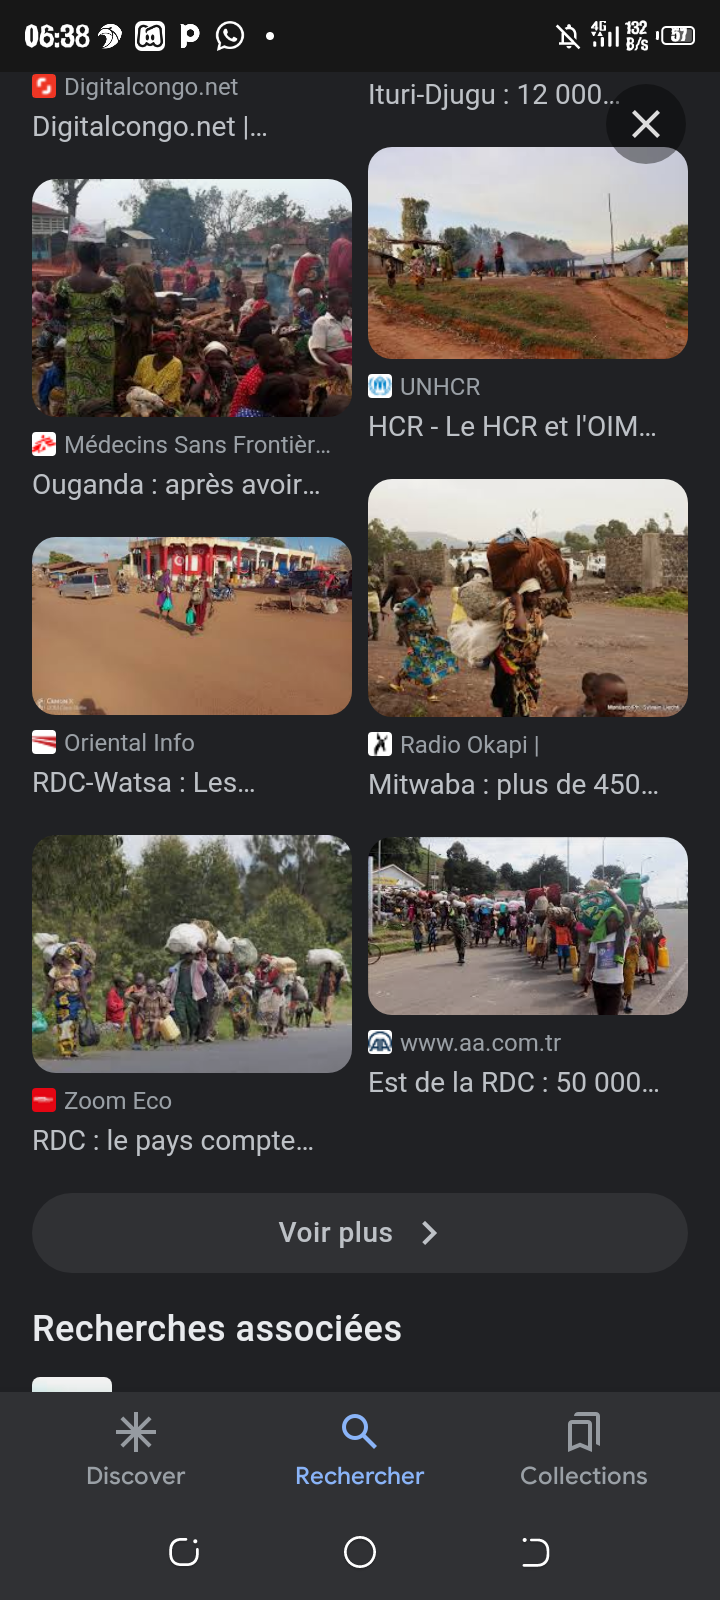 06:38
4G
132
B/s
57
Digitalcongo.net
Digitalcongo.net |...
Ituri-Djugu : 12 000...
Médecins Sans Frontièr...
Ouganda : après avoir...
UNHCR
HCR - Le HCR et l'OIM...
Oriental Info
RDC-Watsa : Les...
Radio Okapi |
Mitwaba : plus de 450...
Zoom Eco
RDC : le pays compte...
www.aa.com.tr
Est de la RDC : 50 000...
Voir plus
Recherches associées
Discover
Rechercher
Collections